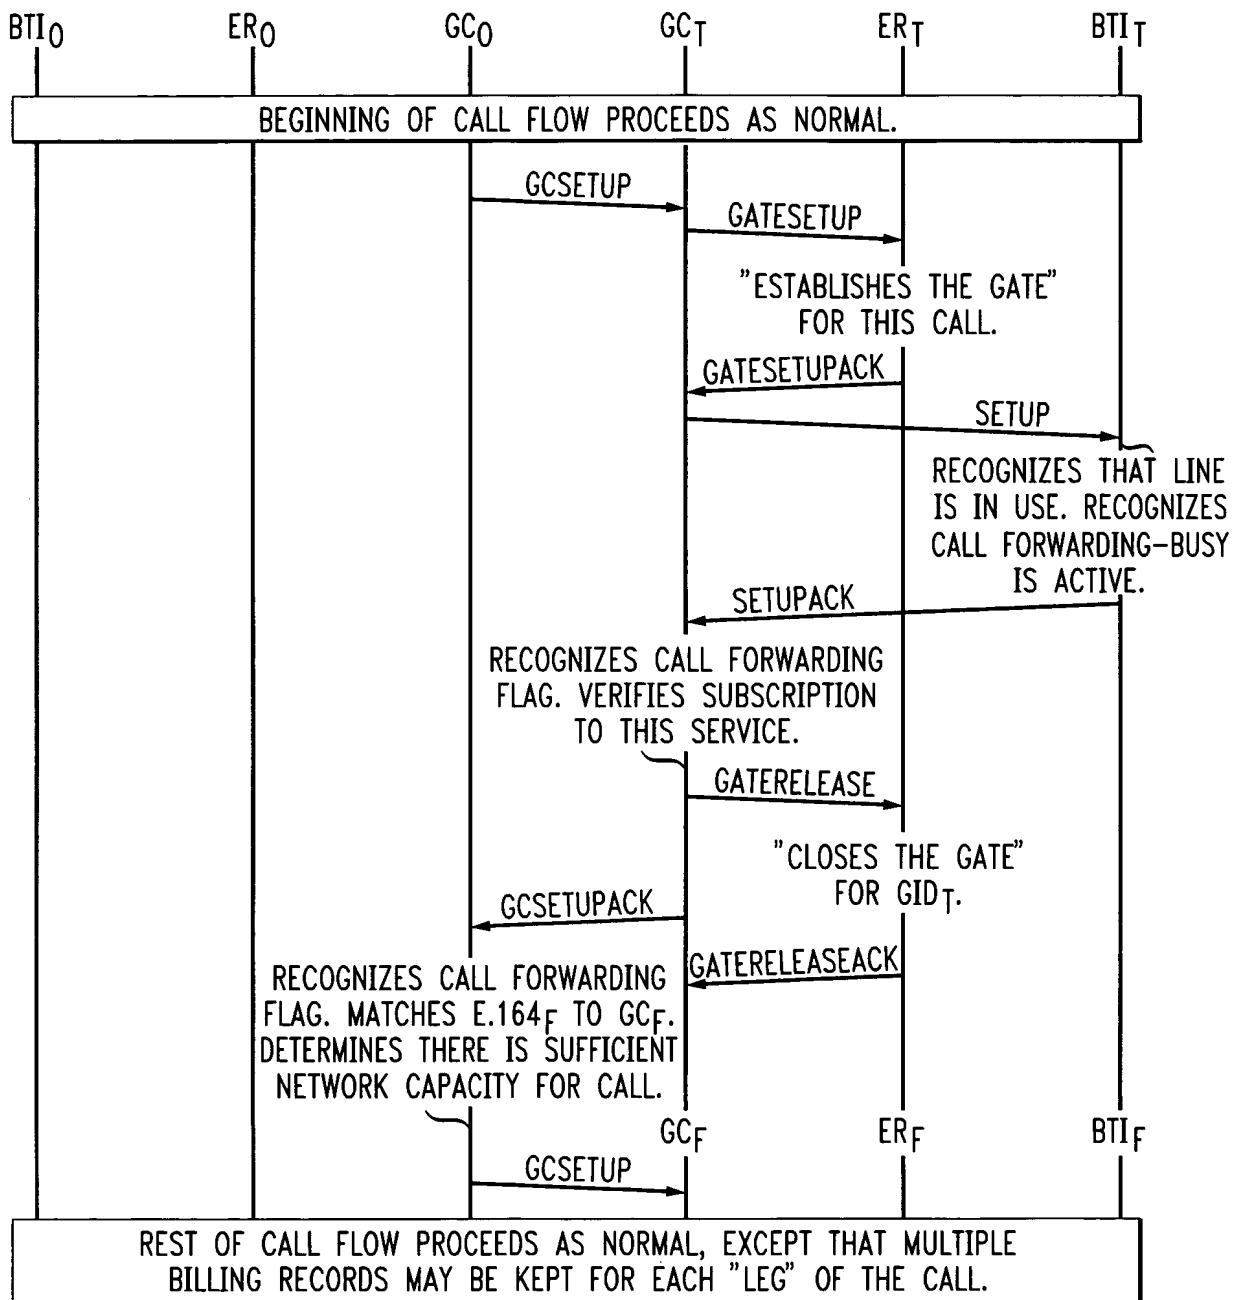 BTIO ERO GCO GCT ERT BTIT
BEGINNING OF CALL FLOW PROCEEDS AS NORMAL.
GCSETUP
GATESETUP
"ESTABLISHES THE GATE"
FOR THIS CALL.
GATESETUPACK
SETUP
RECOGNIZES THAT LINE
IS IN USE. RECOGNIZES
CALL FORWARDING-BUSY
IS ACTIVE.
SETUPACK
RECOGNIZES CALL FORWARDING
FLAG. VERIFIES SUBSCRIPTION
TO THIS SERVICE.
GATERELEASE
"CLOSES THE GATE"
FOR GIDT.
GCSETUPACK
GATERELEASEACK
RECOGNIZES CALL FORWARDING
FLAG. MATCHES E.164F TO GCF.
DETERMINES THERE IS SUFFICIENT
NETWORK CAPACITY FOR CALL.
GCF ERF BTIF
GCSETUP
REST OF CALL FLOW PROCEEDS AS NORMAL, EXCEPT THAT MULTIPLE
BILLING RECORDS MAY BE KEPT FOR EACH "LEG" OF THE CALL.